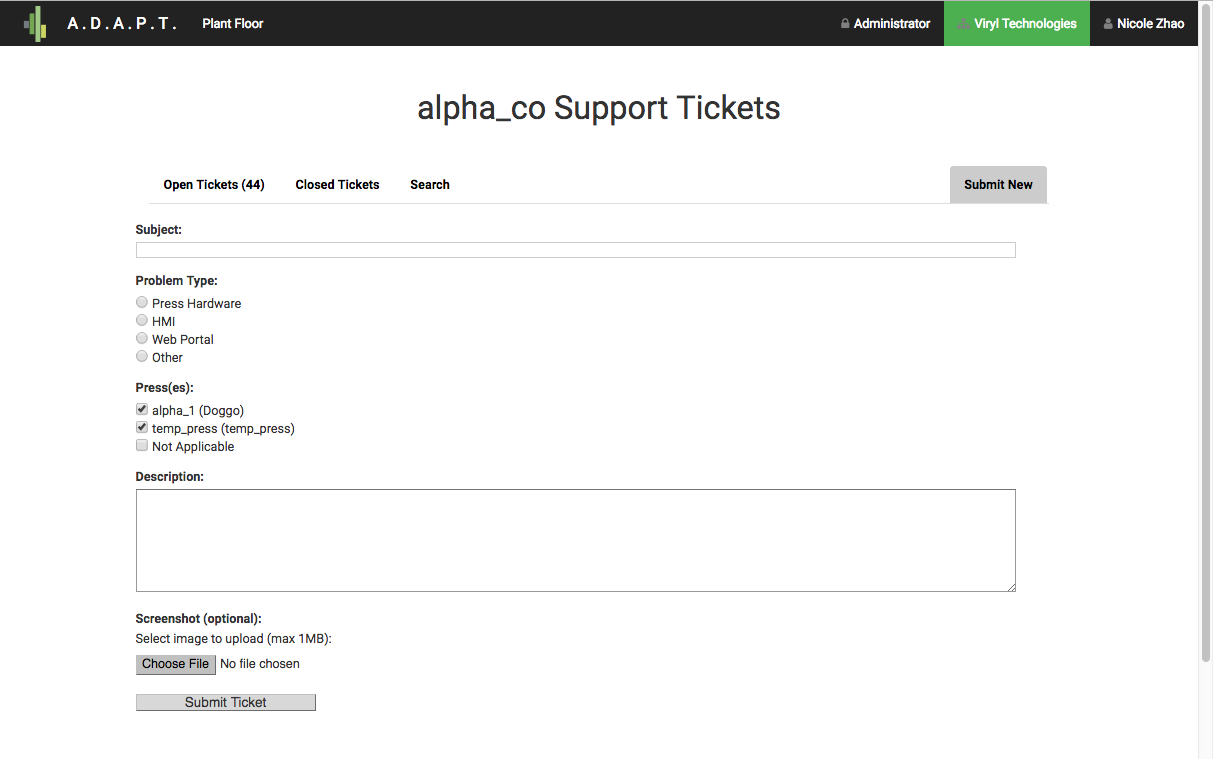 A.D.A.P.T. Plant Floor Administrator Viryl Technologies Nicole Zhao
alpha_co Support Tickets
Open Tickets (44) Closed Tickets Search Submit New
Subject:
Problem Type:
Press Hardware
HMI
Web Portal
Other
Press(es):
alpha_1 (Doggo)
temp_press (temp_press)
Not Applicable
Description:
Screenshot (optional):
Select image to upload (max 1MB):
Choose File No file chosen
Submit Ticket